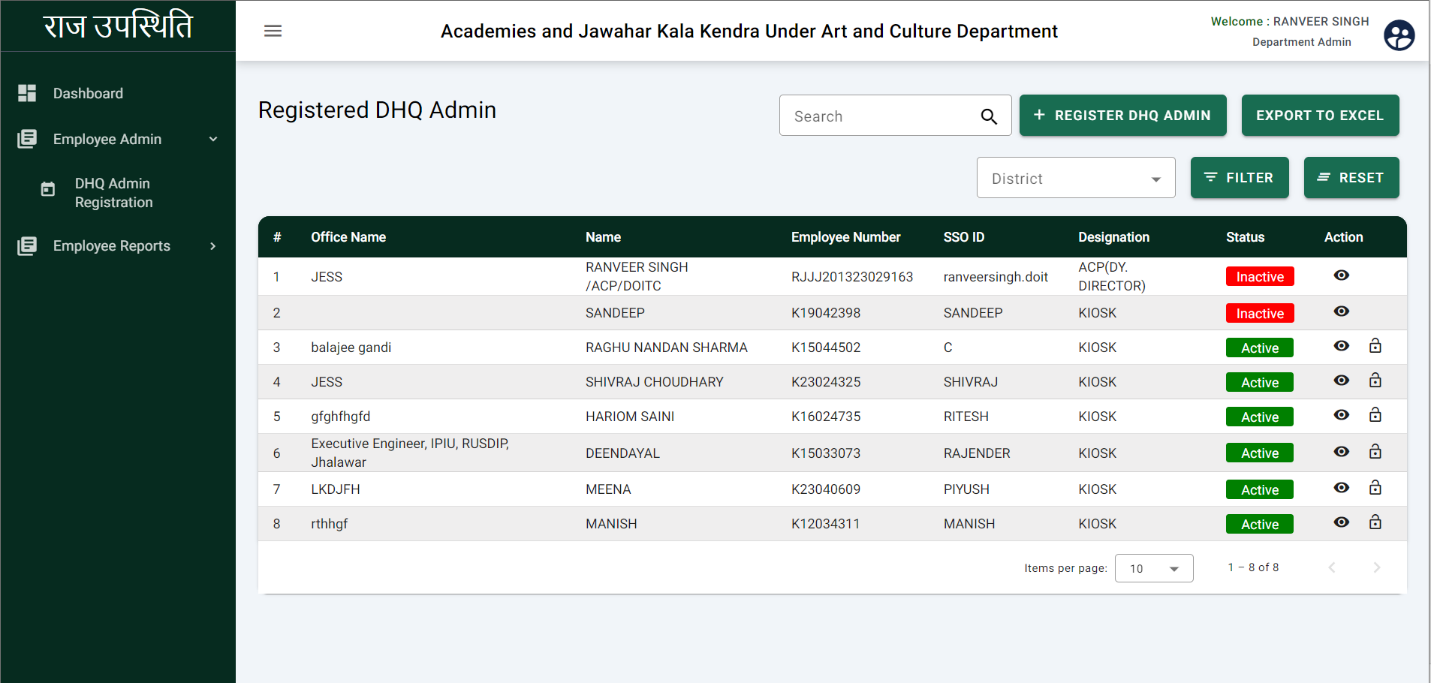 राज उपस्थिति
Academies and Jawahar Kala Kendra Under Art and Culture Department
Welcome : RANVEER SINGH
Department Admin
Dashboard
Employee Admin
DHQ Admin
Registration
Employee Reports
Registered DHQ Admin
Search
+ REGISTER DHQ ADMIN
EXPORT TO EXCEL
District
FILTER
RESET
# Office Name Name Employee Number SSO ID Designation Status Action
1 JESS RANVEER SINGH /ACP/DOITC RJJJ201323029163 ranveersingh.doit ACP(DY. DIRECTOR) Inactive
2 SANDEEP K19042398 SANDEEP KIOSK Inactive
3 balajee gandi RAGHU NANDAN SHARMA K15044502 C KIOSK Active
4 JESS SHIVRAJ CHOUDHARY K23024325 SHIVRAJ KIOSK Active
5 gfghfhgfd HARIOM SAINI K16024735 RITESH KIOSK Active
6 Executive Engineer, IPIU, RUSDIP, Jhalawar DEENDAYAL K15033073 RAJENDER KIOSK Active
7 LKDJFH MEENA K23040609 PIYUSH KIOSK Active
8 rthhgf MANISH K12034311 MANISH KIOSK Active
Items per page: 10 1 – 8 of 8